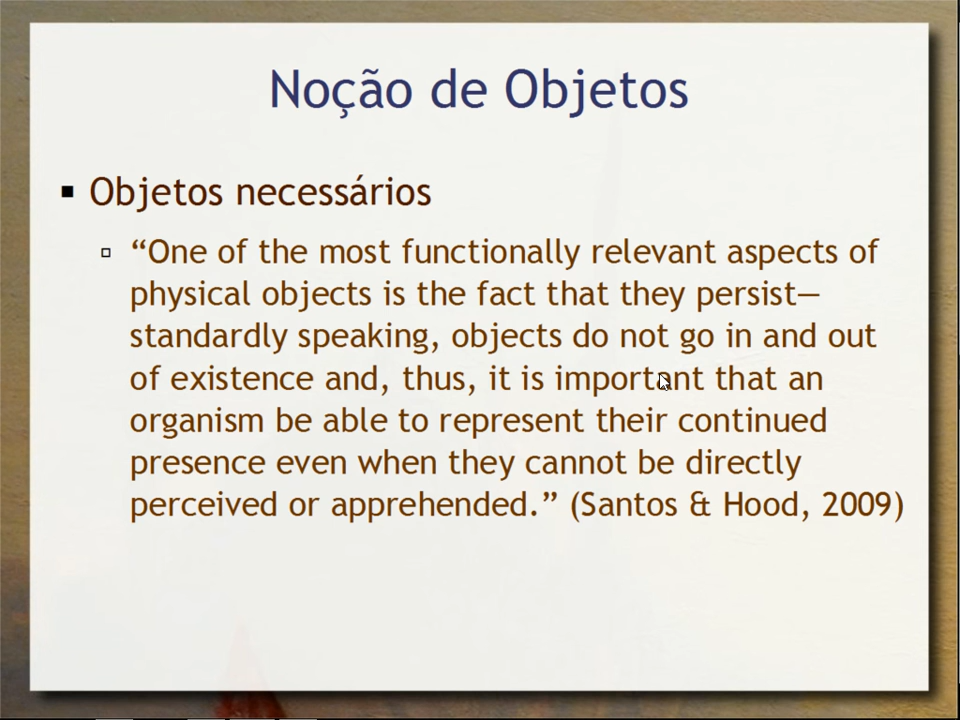 Noção de Objetos
Objetos necessários
“One of the most functionally relevant aspects of
physical objects is the fact that they persist—
standardly speaking, objects do not go in and out
of existence and, thus, it is important that an
organism be able to represent their continued
presence even when they cannot be directly
perceived or apprehended.” (Santos & Hood, 2009)